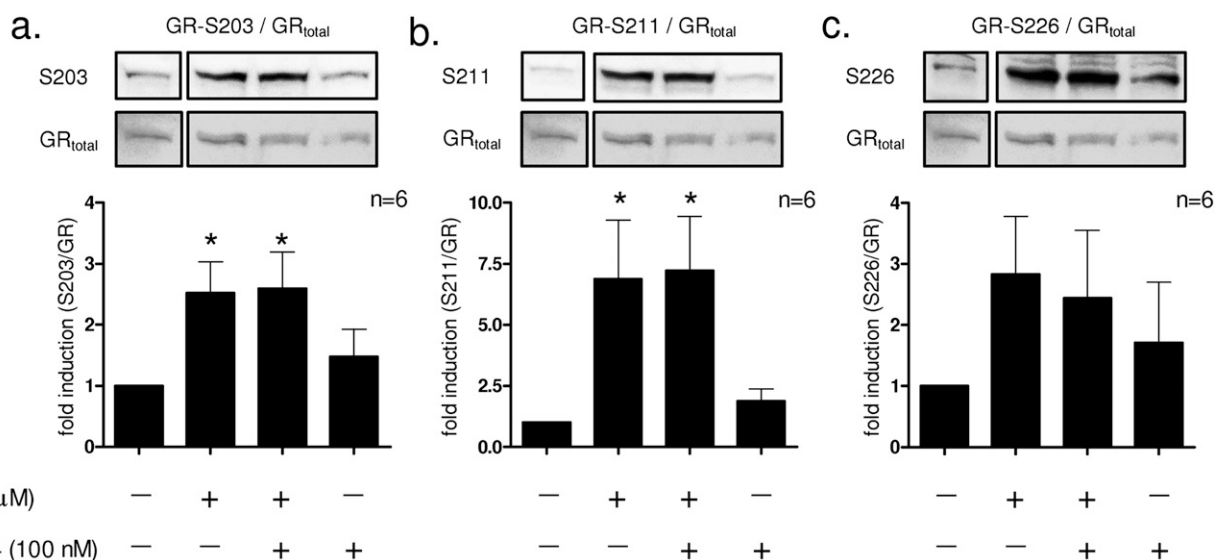 a.
GR-S203 / GRtotal
S203
GRtotal
n=6
fold induction (S203/GR)
4
3
2
1
0
* *
b.
GR-S211 / GRtotal
S211
GRtotal
n=6
fold induction (S211/GR)
10.0
7.5
5.0
2.5
0.0
* *
c.
GR-S226 / GRtotal
S226
GRtotal
n=6
fold induction (S226/GR)
4
3
2
1
0
µM) — + + — — + + — — + + —
(100 nM) — — + + — — + + — — + +